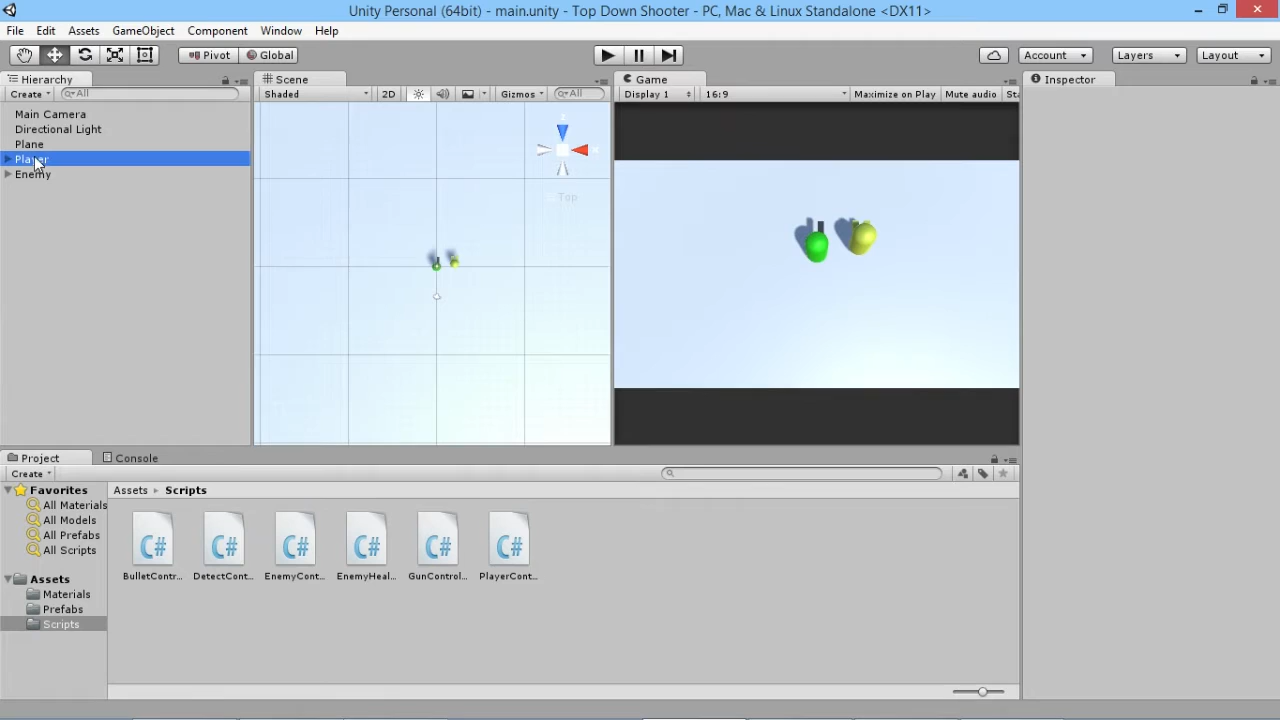 Unity Personal (64bit) - main.unity - Top Down Shooter - PC, Mac & Linux Standalone <DX11>
File Edit Assets GameObject Component Window Help
Pivot Global Account Layers Layout
Hierarchy Scene Game Inspector
Create All Shaded 2D Gizmos All Display 1 16:9 Maximize on Play Mute audio
Main Camera
Directional Light
Plane
Player
Enemy
z
x
Top
Project Console
Create
Favorites Assets Scripts
All Materials
All Models
All Prefabs
All Scripts
C# C# C# C# C# C#
BulletContr... DetectCont... EnemyCont... EnemyHeal... GunControl... PlayerCont...
Assets
Materials
Prefabs
Scripts